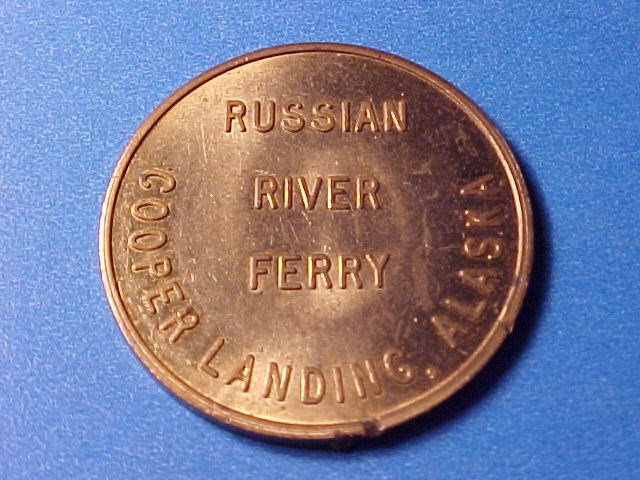 RUSSIAN
RIVER
FERRY
COOPER LANDING, ALASKA